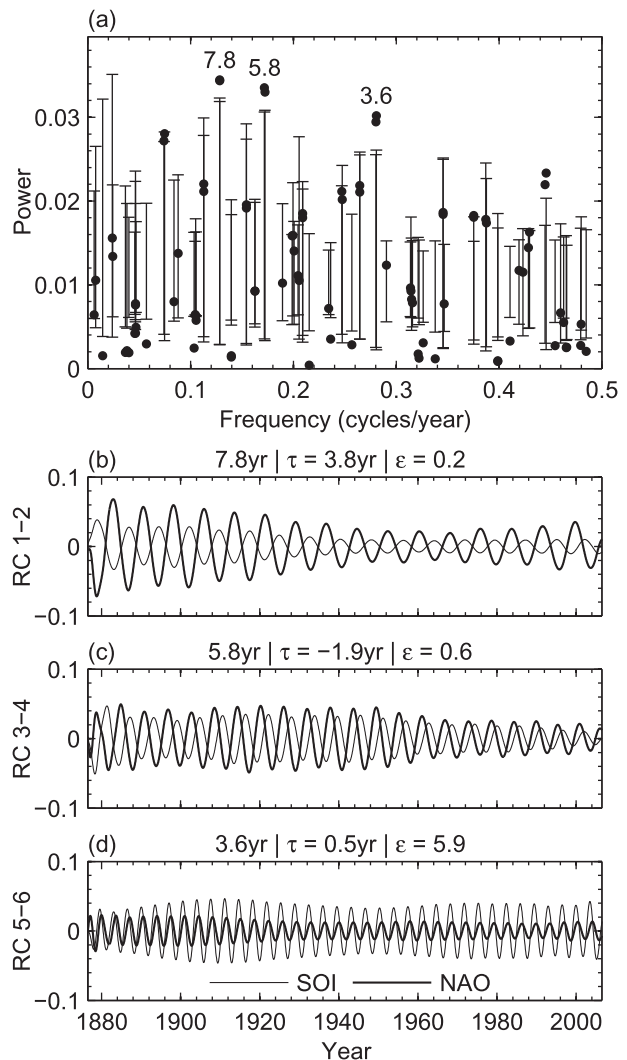 (a)
7.8
5.8
3.6
0.03
0.02
0.01
0
Power
0 0.1 0.2 0.3 0.4 0.5
Frequency (cycles/year)
(b) 7.8yr | τ = 3.8yr | ε = 0.2
0.1
0
−0.1
RC 1−2
(c) 5.8yr | τ = −1.9yr | ε = 0.6
0.1
0
−0.1
RC 3−4
(d) 3.6yr | τ = 0.5yr | ε = 5.9
0.1
0
−0.1
RC 5−6
SOI NAO
1880 1900 1920 1940 1960 1980 2000
Year